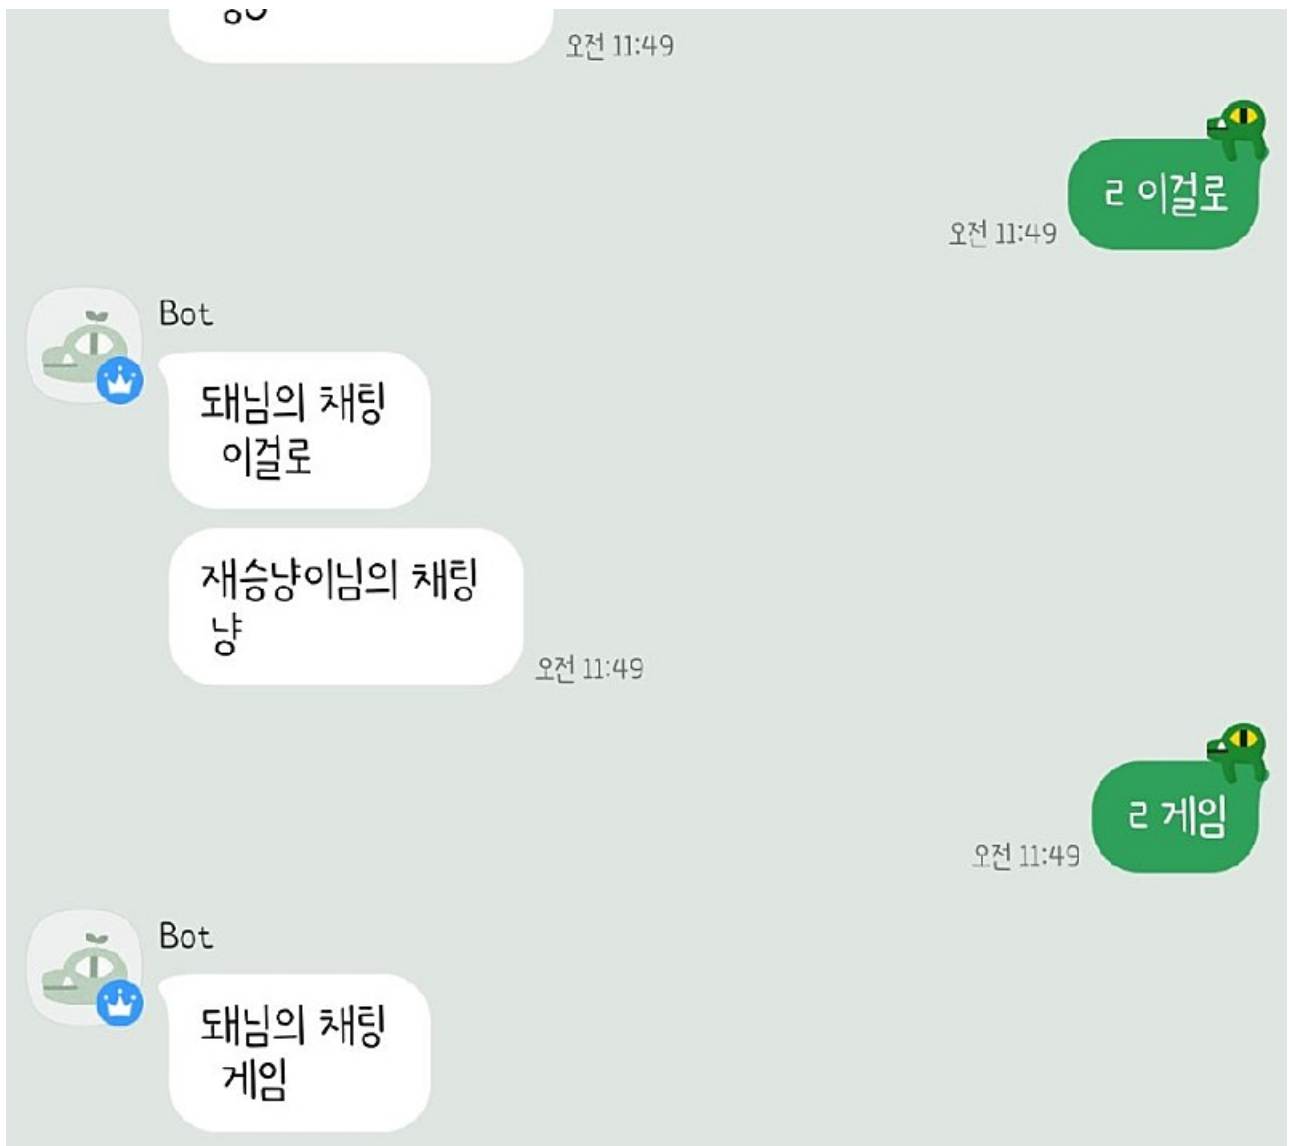 오전 11:49
ㄹ 이걸로
오전 11:49
Bot
돼님의 채팅
이걸로
재승냥이님의 채팅
냥
오전 11:49
ㄹ 게임
오전 11:49
Bot
돼님의 채팅
게임